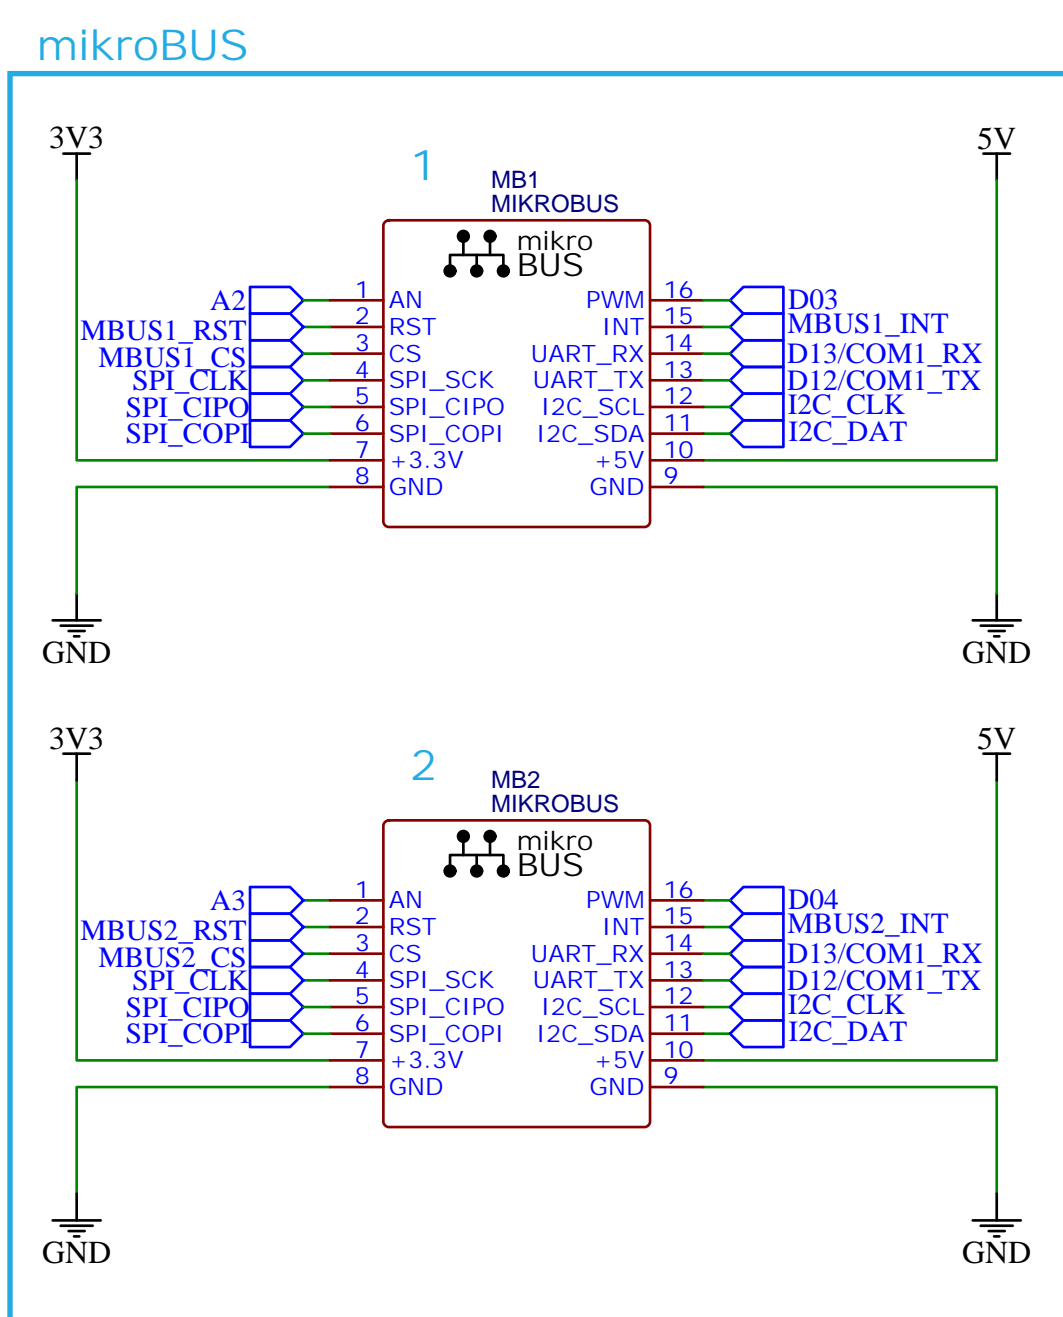 mikroBUS
3V3
5V
1
MB1
MIKROBUS
mikro
BUS
A2 1 AN PWM 16 D03
MBUS1_RST 2 RST INT 15 MBUS1_INT
MBUS1_CS 3 CS UART_RX 14 D13/COM1_RX
SPI_CLK 4 SPI_SCK UART_TX 13 D12/COM1_TX
SPI_CIPO 5 SPI_CIPO I2C_SCL 12 I2C_CLK
SPI_COPI 6 SPI_COPI I2C_SDA 11 I2C_DAT
7 +3.3V +5V 10
8 GND GND 9
GND
GND
3V3
5V
2
MB2
MIKROBUS
mikro
BUS
A3 1 AN PWM 16 D04
MBUS2_RST 2 RST INT 15 MBUS2_INT
MBUS2_CS 3 CS UART_RX 14 D13/COM1_RX
SPI_CLK 4 SPI_SCK UART_TX 13 D12/COM1_TX
SPI_CIPO 5 SPI_CIPO I2C_SCL 12 I2C_CLK
SPI_COPI 6 SPI_COPI I2C_SDA 11 I2C_DAT
7 +3.3V +5V 10
8 GND GND 9
GND
GND